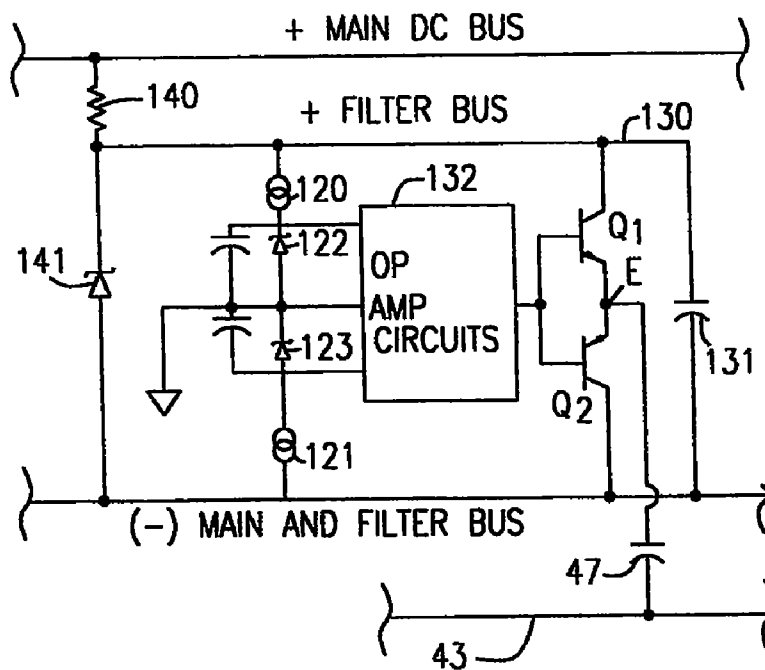 + MAIN DC BUS
140
+ FILTER BUS
130
120
132
Q1
122
141
OP
AMP
CIRCUITS
E
123
131
Q2
121
(-) MAIN AND FILTER BUS
47
43